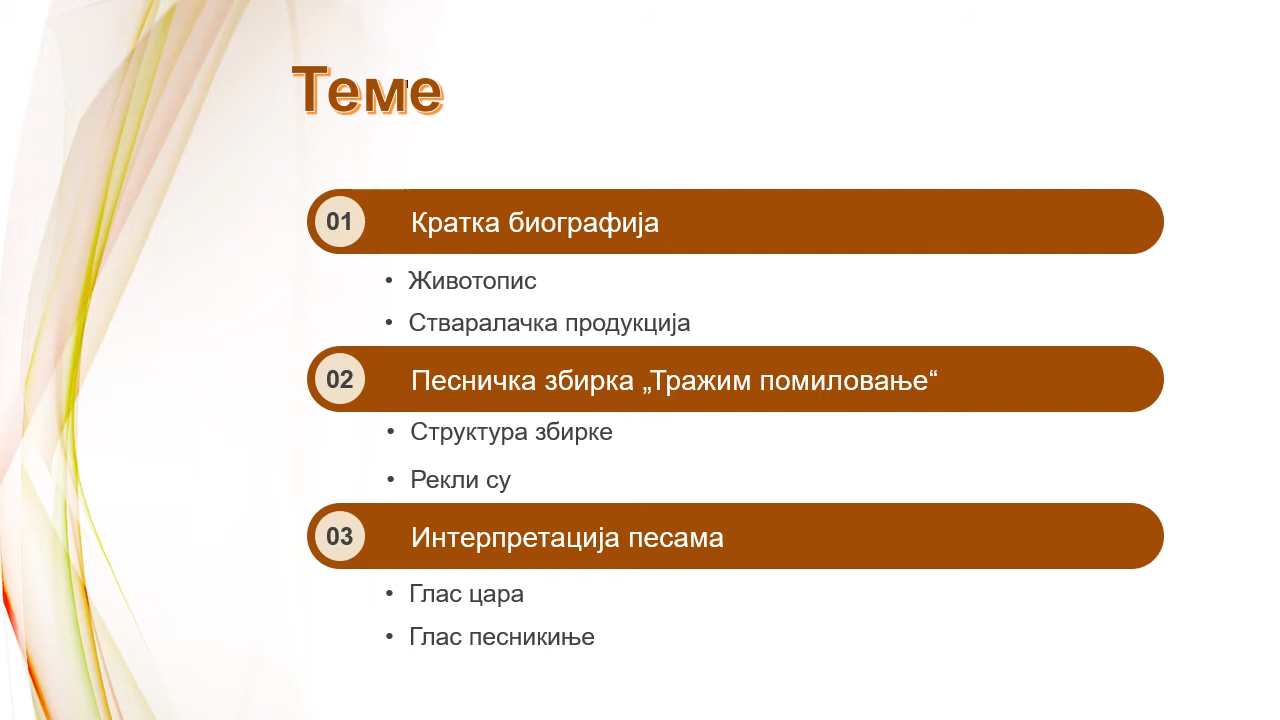 Теме
01 Кратка биографија
• Животопис
• Стваралачка продукција
02 Песничка збирка „Тражим помиловање“
• Структура збирке
• Рекли су
03 Интерпретација песама
• Глас цара
• Глас песникиње